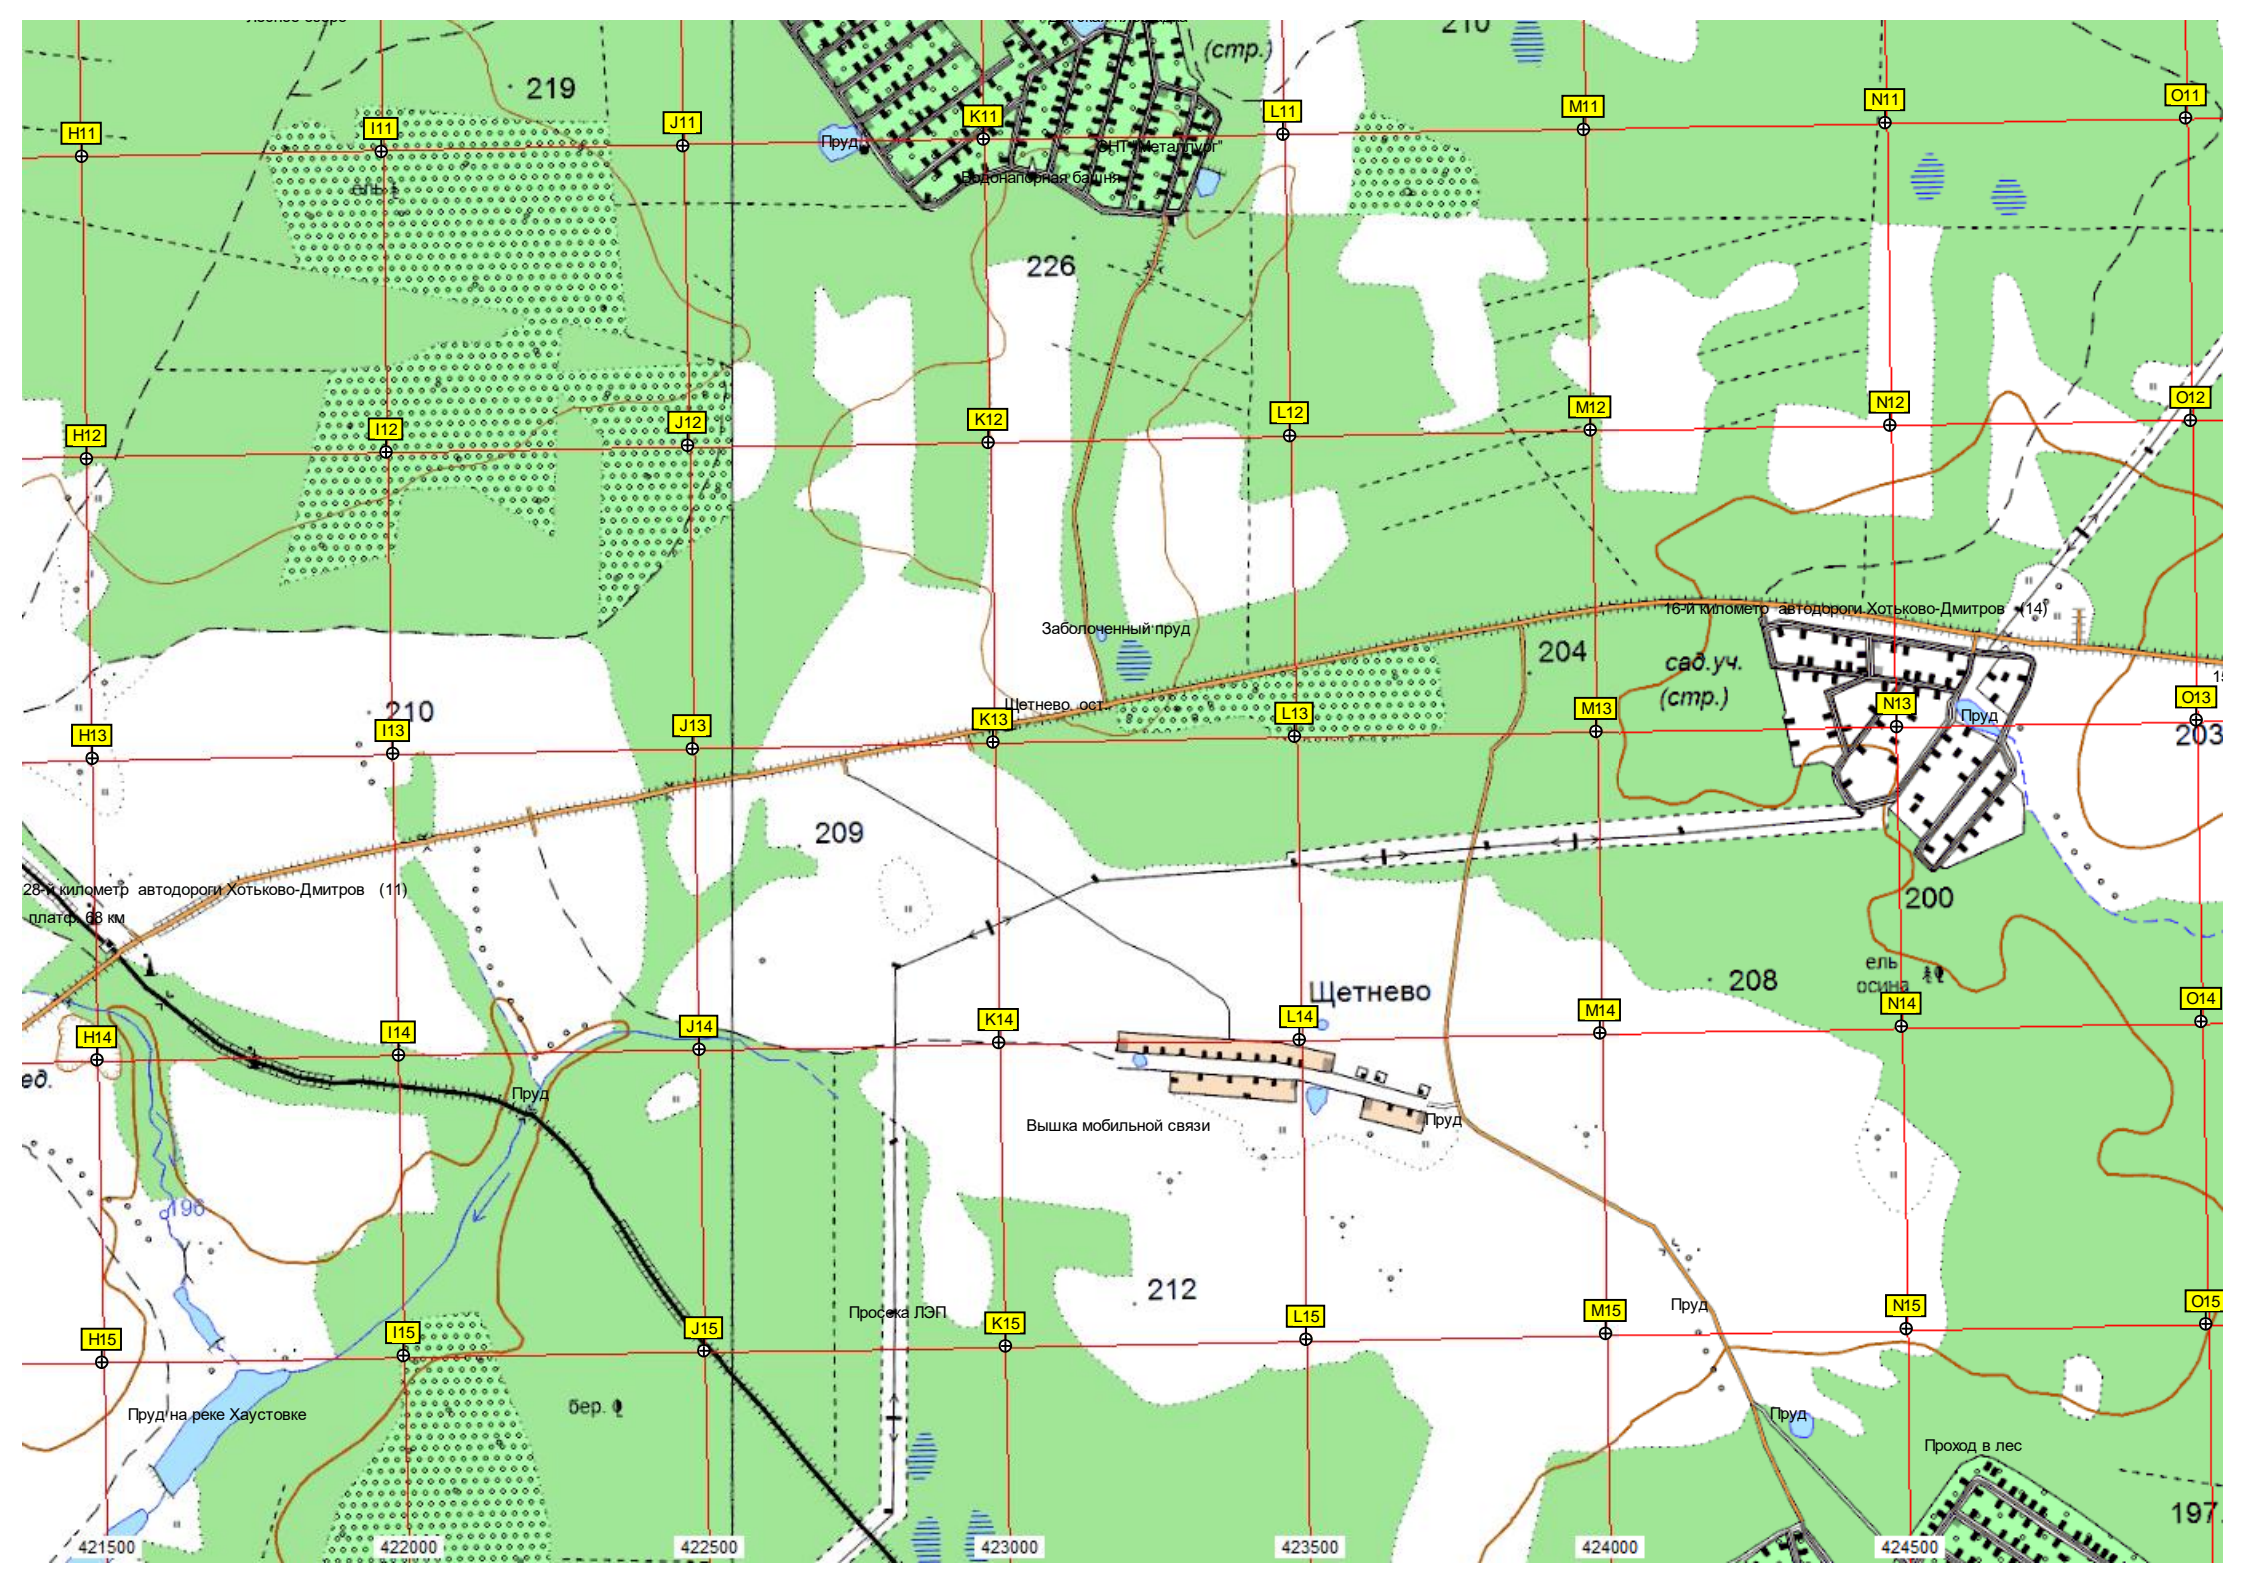 210
(стр.)
219
H11
I11
J11
K11
L11
M11
N11
O11
Пруд
СНТ "Металлург"
Водонапорная башня
ель
226
H12
I12
J12
K12
L12
M12
N12
O12
16-й километр автодороги Хотьково-Дмитров (14)
Заболоченный пруд
204
сад.уч.
(стр.)
210
Щетнево, ост.
H13
I13
J13
K13
L13
M13
N13
O13
Пруд
203
209
28-й километр автодороги Хотьково-Дмитров (11)
платф. 68 км
200
ель
осина
208
Щетнево
H14
I14
J14
K14
L14
M14
N14
O14
Пруд
Вышка мобильной связи
Пруд
196
212
Просека ЛЭП
Пруд
H15
I15
J15
K15
L15
M15
N15
O15
Пруд на реке Хаустовке
бер.
Пруд
Проход в лес
197
421500
422000
422500
423000
423500
424000
424500